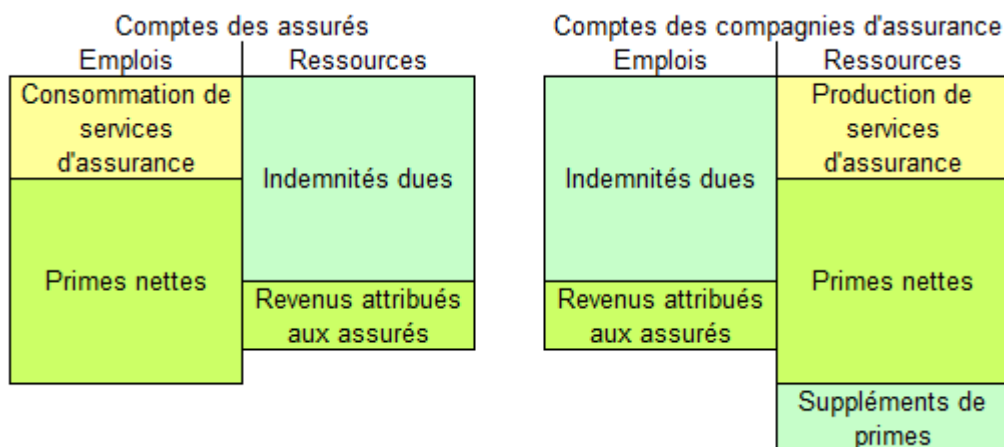 Comptes des assurés
Emplois
Ressources
Consommation de
services
d'assurance
Indemnités dues
Primes nettes
Revenus attribués
aux assurés
Comptes des compagnies d'assurance
Emplois
Ressources
Indemnités dues
Production de
services
d'assurance
Revenus attribués
aux assurés
Primes nettes
Suppléments de
primes